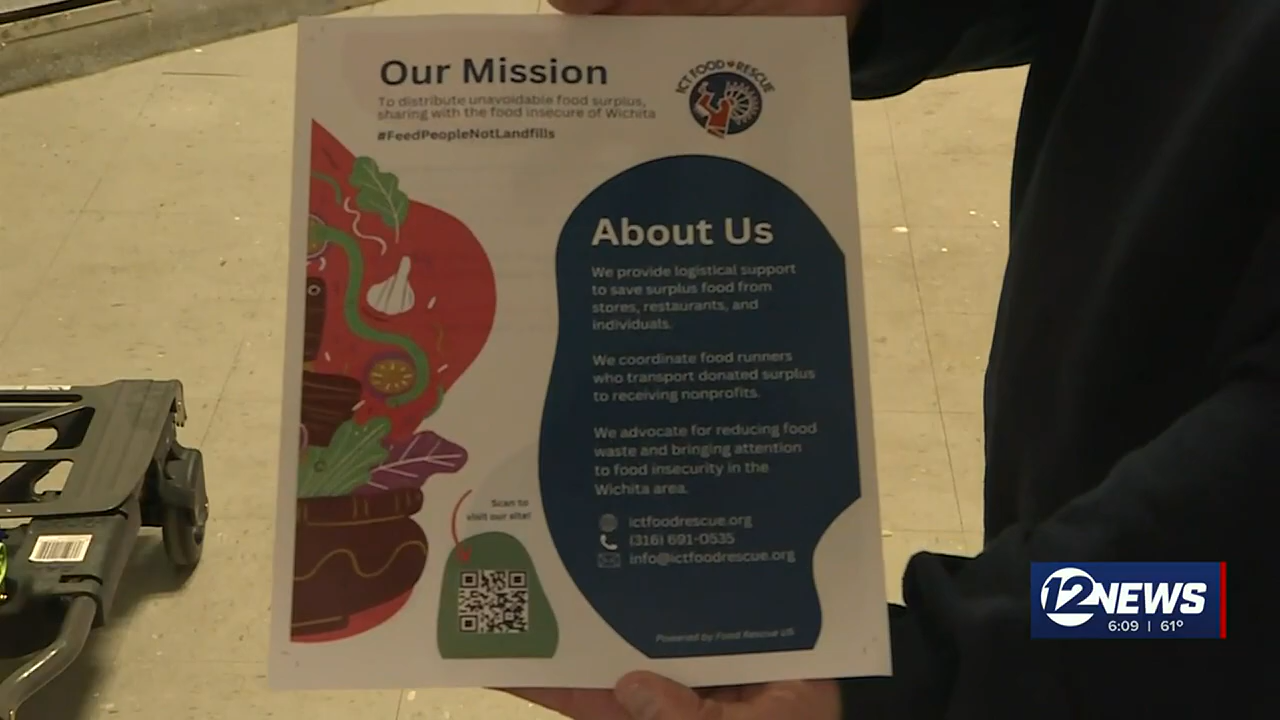 Our Mission
To distribute unavoidable food surplus,
sharing with the food insecure of Wichita
#FeedPeopleNotLandfills
ICT FOOD RESCUE
About Us
We provide logistical support
to save surplus food from
stores, restaurants, and
individuals.
We coordinate food runners
who transport donated surplus
to receiving nonprofits.
We advocate for reducing food
waste and bringing attention
to food insecurity in the
Wichita area.
ictfoodrescue.org
(316) 691-0535
info@ictfoodrescue.org
Scan to
visit our site!
Powered by Food Rescue US
12NEWS
6:09 | 61º